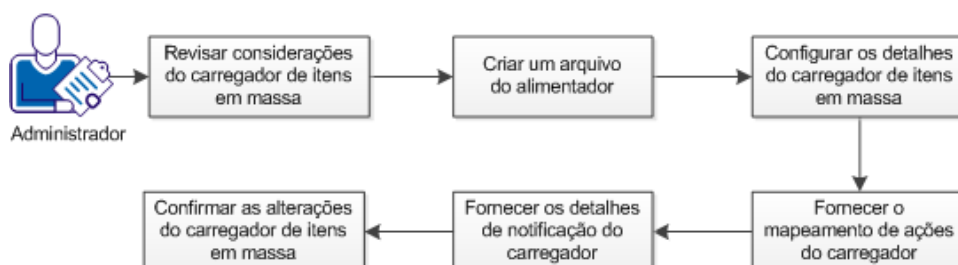 Administrador
Revisar considerações
do carregador de itens
em massa
Criar um arquivo
do alimentador
Configurar os detalhes
do carregador de itens
em massa
Fornecer o
mapeamento de ações
do carregador
Fornecer os detalhes
de notificação do
carregador
Confirmar as alterações
do carregador de itens
em massa